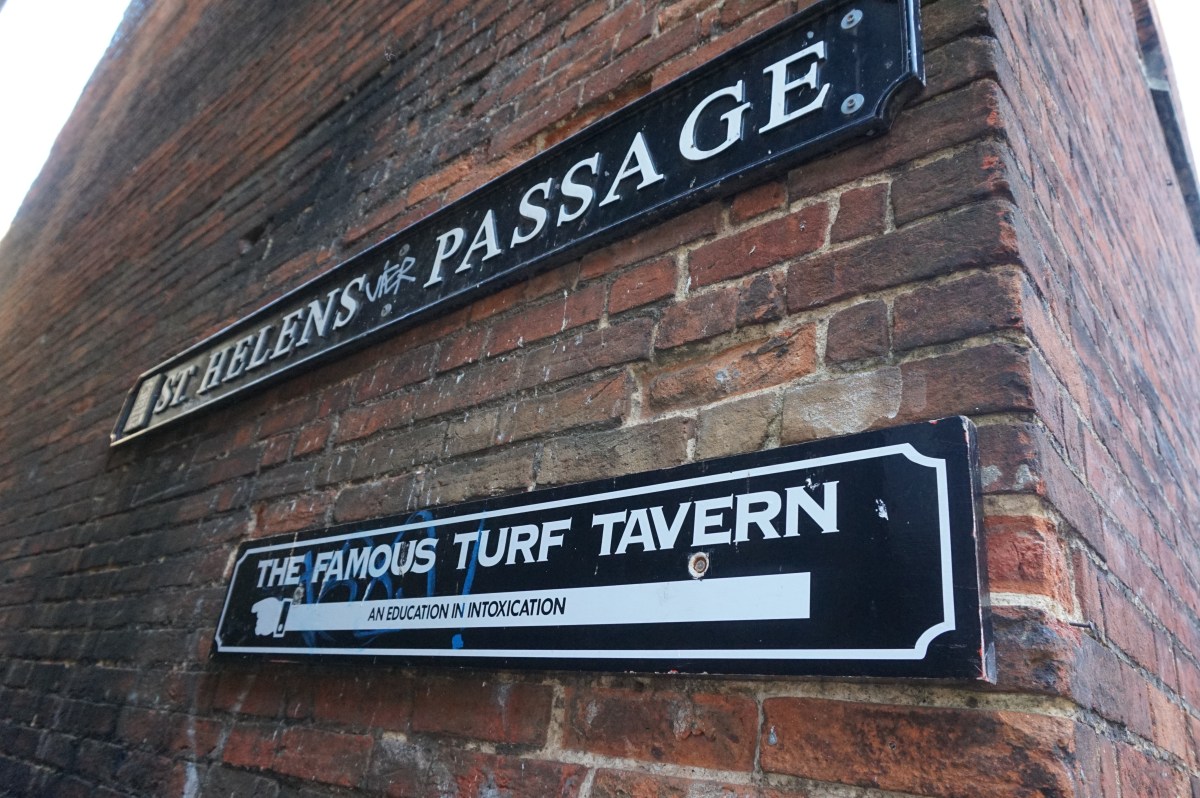 ST HELENS PASSAGE
THE FAMOUS TURF TAVERN
AN EDUCATION IN INTOXICATION